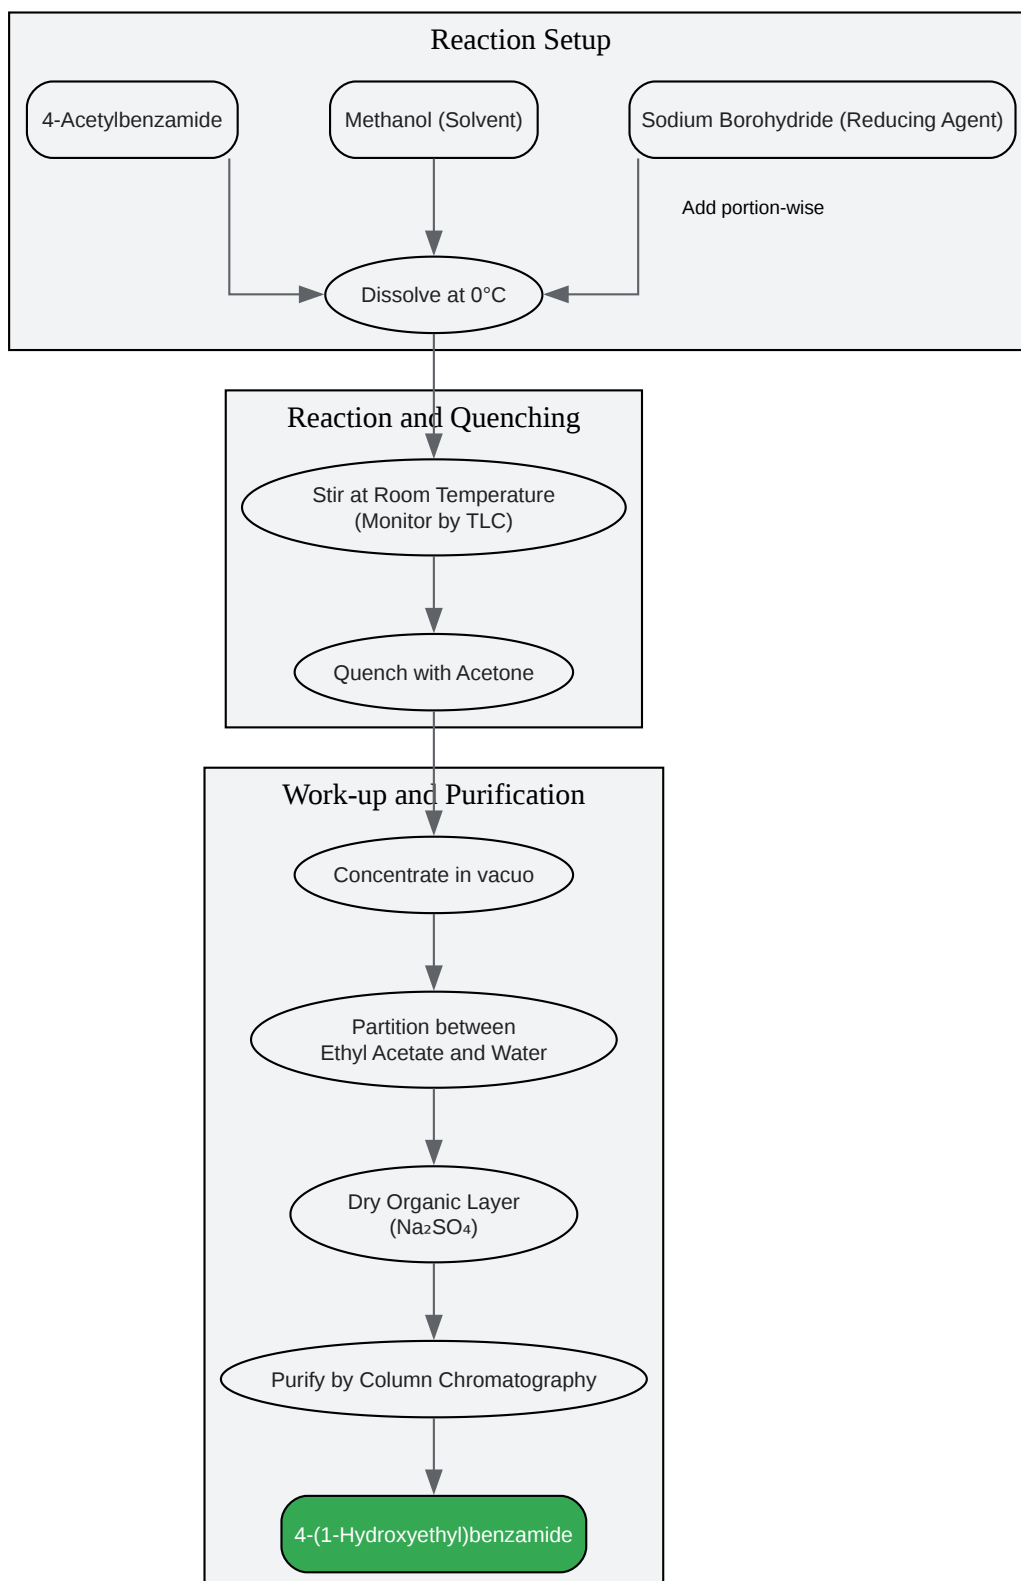 Reaction Setup
4-Acetylbenzamide
Methanol (Solvent)
Sodium Borohydride (Reducing Agent)
Add portion-wise
Dissolve at 0°C
Reaction and Quenching
Stir at Room Temperature
(Monitor by TLC)
Quench with Acetone
Work-up and Purification
Concentrate in vacuo
Partition between
Ethyl Acetate and Water
Dry Organic Layer
(Na₂SO₄)
Purify by Column Chromatography
4-(1-Hydroxyethyl)benzamide